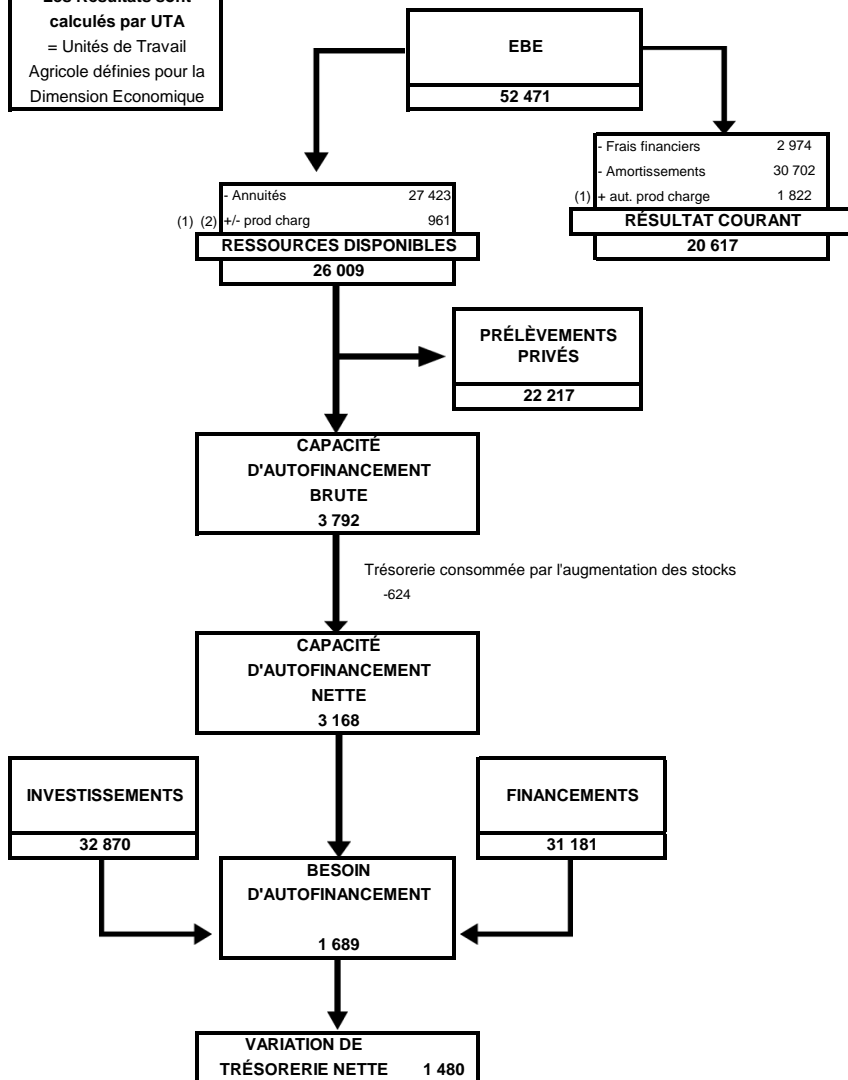 Les Résultats sont
calculés par UTA
= Unités de Travail
Agricole définies pour la
Dimension Economique
EBE
52 471
- Frais financiers 2 974
- Amortissements 30 702
(1) + aut. prod charge 1 822
RÉSULTAT COURANT
20 617
- Annuités 27 423
(1) (2) +/- prod charg 961
RESSOURCES DISPONIBLES
26 009
PRÉLÈVEMENTS
PRIVÉS
22 217
CAPACITÉ
D'AUTOFINANCEMENT
BRUTE
3 792
Trésorerie consommée par l'augmentation des stocks
-624
CAPACITÉ
D'AUTOFINANCEMENT
NETTE
3 168
INVESTISSEMENTS
32 870
FINANCEMENTS
31 181
BESOIN
D'AUTOFINANCEMENT
1 689
VARIATION DE
TRÉSORERIE NETTE 1 480